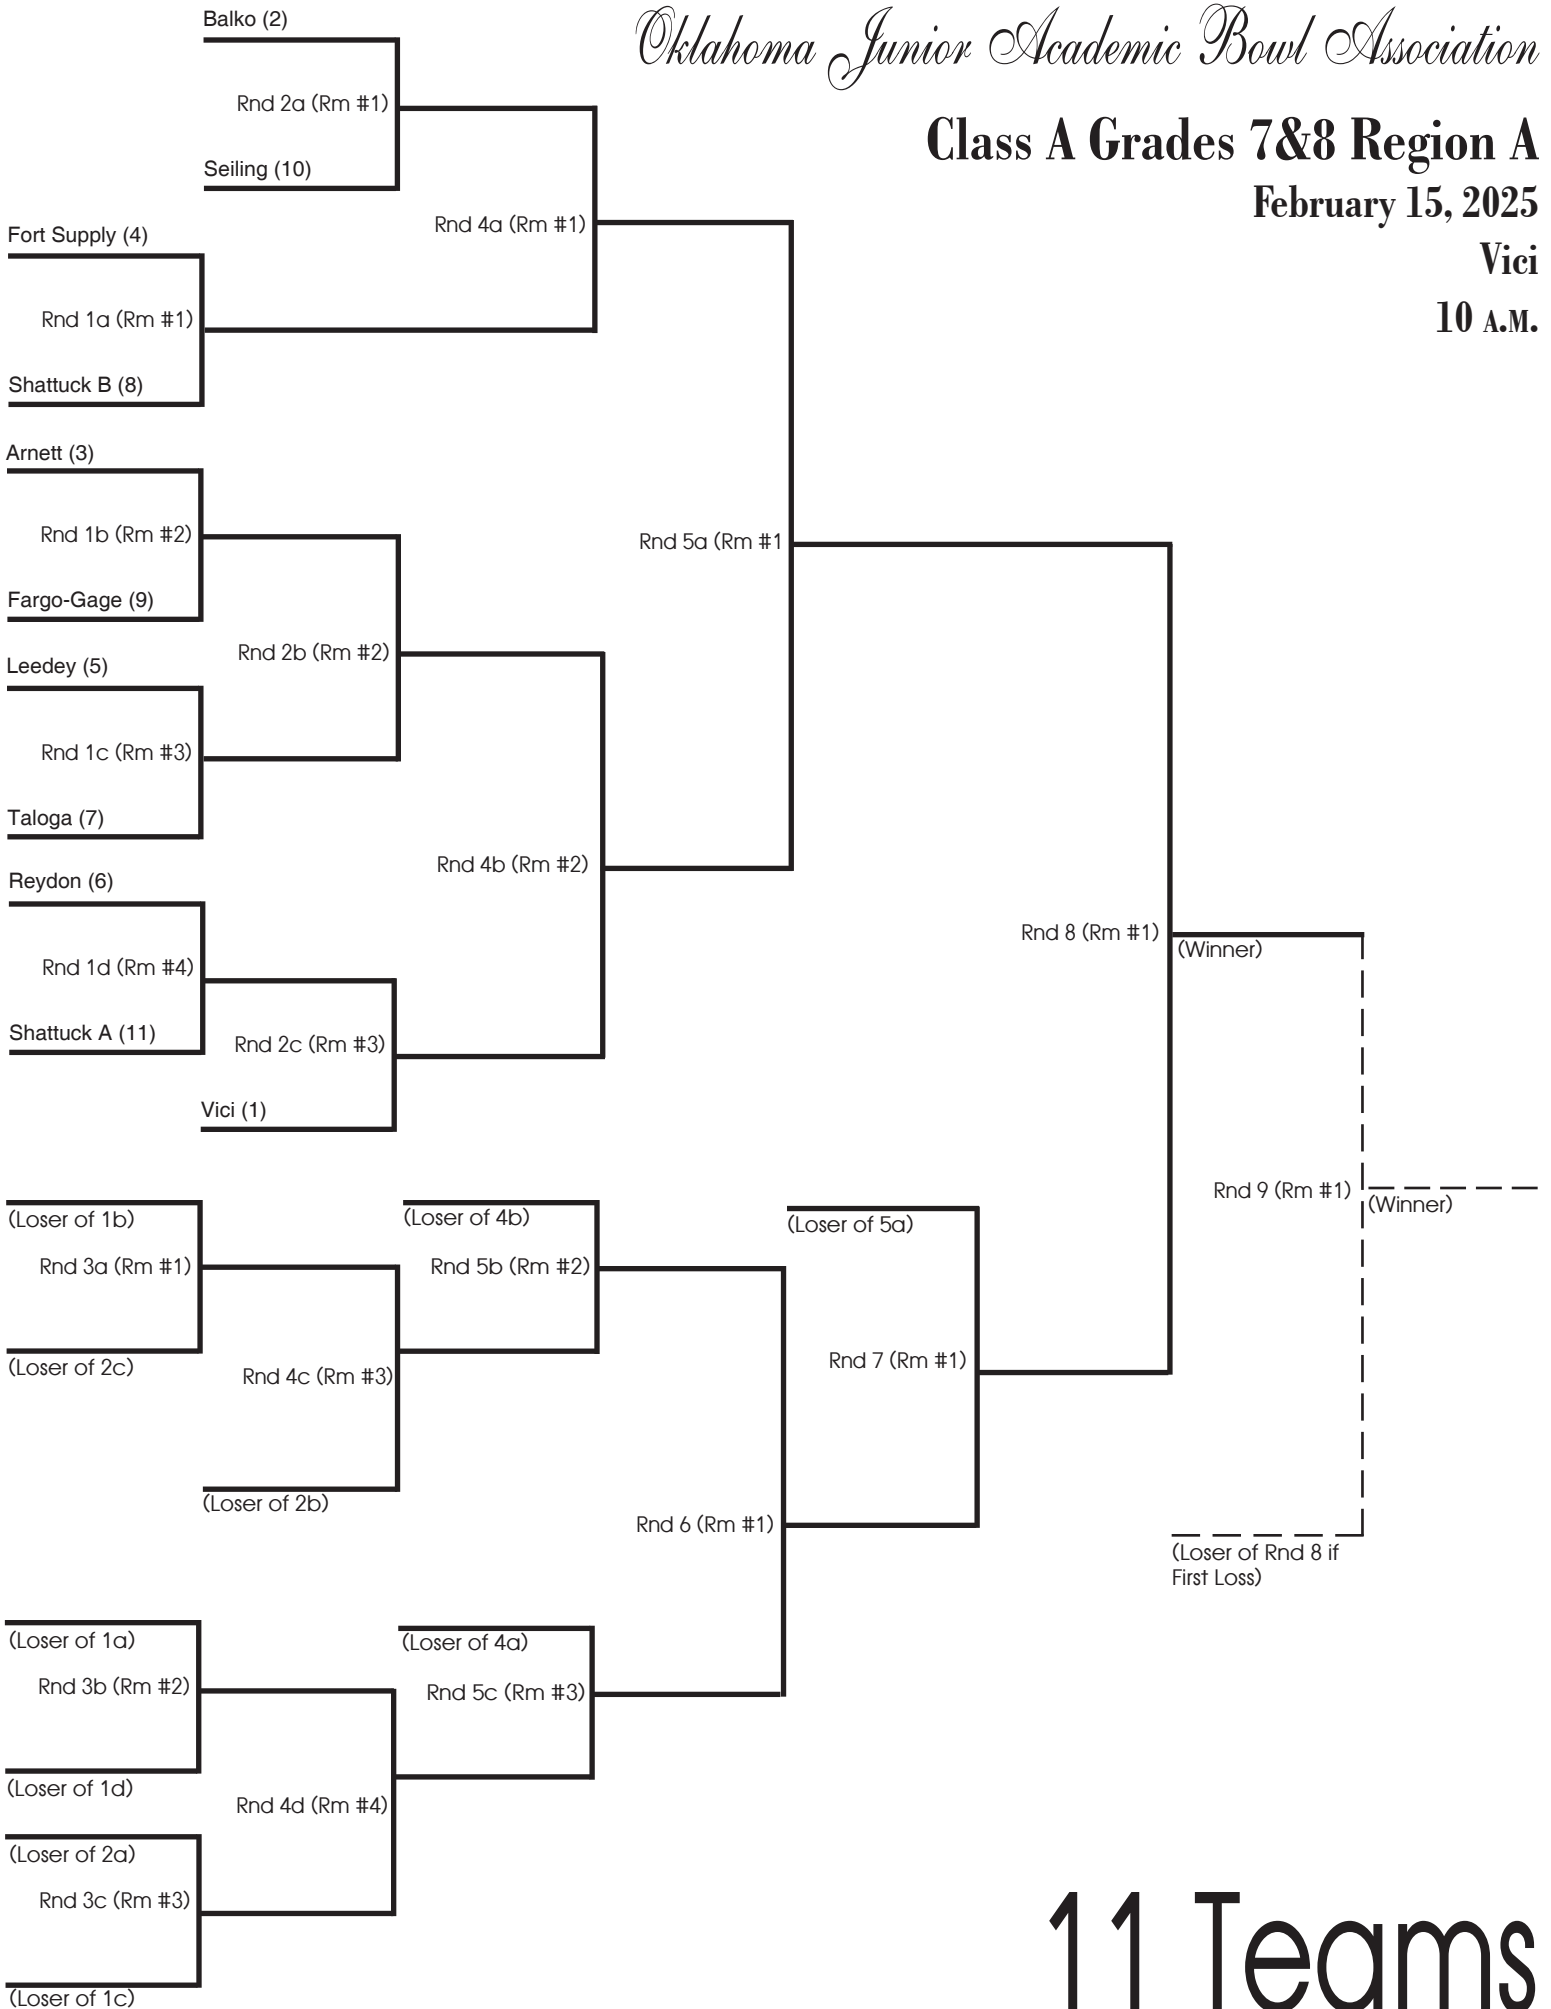 Oklahoma Junior Academic Bowl Association
Class A Grades 7&8 Region A
February 15, 2025
Vici
10 A.M.
Balko (2)
Rnd 2a (Rm #1)
Seiling (10)
Rnd 4a (Rm #1)
Fort Supply (4)
Rnd 1a (Rm #1)
Shattuck B (8)
Arnett (3)
Rnd 1b (Rm #2)
Rnd 5a (Rm #1
Fargo-Gage (9)
Rnd 2b (Rm #2)
Leedey (5)
Rnd 1c (Rm #3)
Taloga (7)
Rnd 4b (Rm #2)
Reydon (6)
Rnd 8 (Rm #1)
(Winner)
Rnd 1d (Rm #4)
Shattuck A (11)
Rnd 2c (Rm #3)
Vici (1)
Rnd 9 (Rm #1)
(Winner)
(Loser of 1b)
(Loser of 4b)
(Loser of 5a)
Rnd 3a (Rm #1)
Rnd 5b (Rm #2)
(Loser of 2c)
Rnd 4c (Rm #3)
Rnd 7 (Rm #1)
(Loser of 2b)
Rnd 6 (Rm #1)
(Loser of Rnd 8 if
First Loss)
(Loser of 1a)
(Loser of 4a)
Rnd 3b (Rm #2)
Rnd 5c (Rm #3)
(Loser of 1d)
Rnd 4d (Rm #4)
(Loser of 2a)
Rnd 3c (Rm #3)
(Loser of 1c)
11 Teams